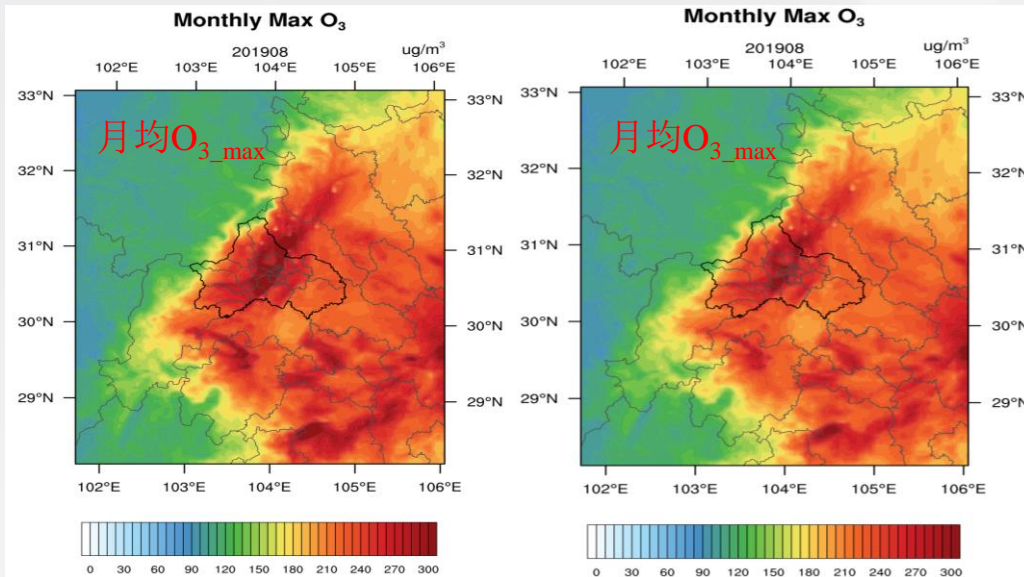 Monthly Max O3
201908
ug/m³
102°E 103°E 104°E 105°E 106°E
33°N 33°N
月均O3_max
32°N 32°N
31°N 31°N
30°N 30°N
29°N 29°N
102°E 103°E 104°E 105°E 106°E
0 30 60 90 120 150 180 210 240 270 300
Monthly Max O3
201908
ug/m³
102°E 103°E 104°E 105°E 106°E
33°N 33°N
月均O3_max
32°N 32°N
31°N 31°N
30°N 30°N
29°N 29°N
102°E 103°E 104°E 105°E 106°E
0 30 60 90 120 150 180 210 240 270 300